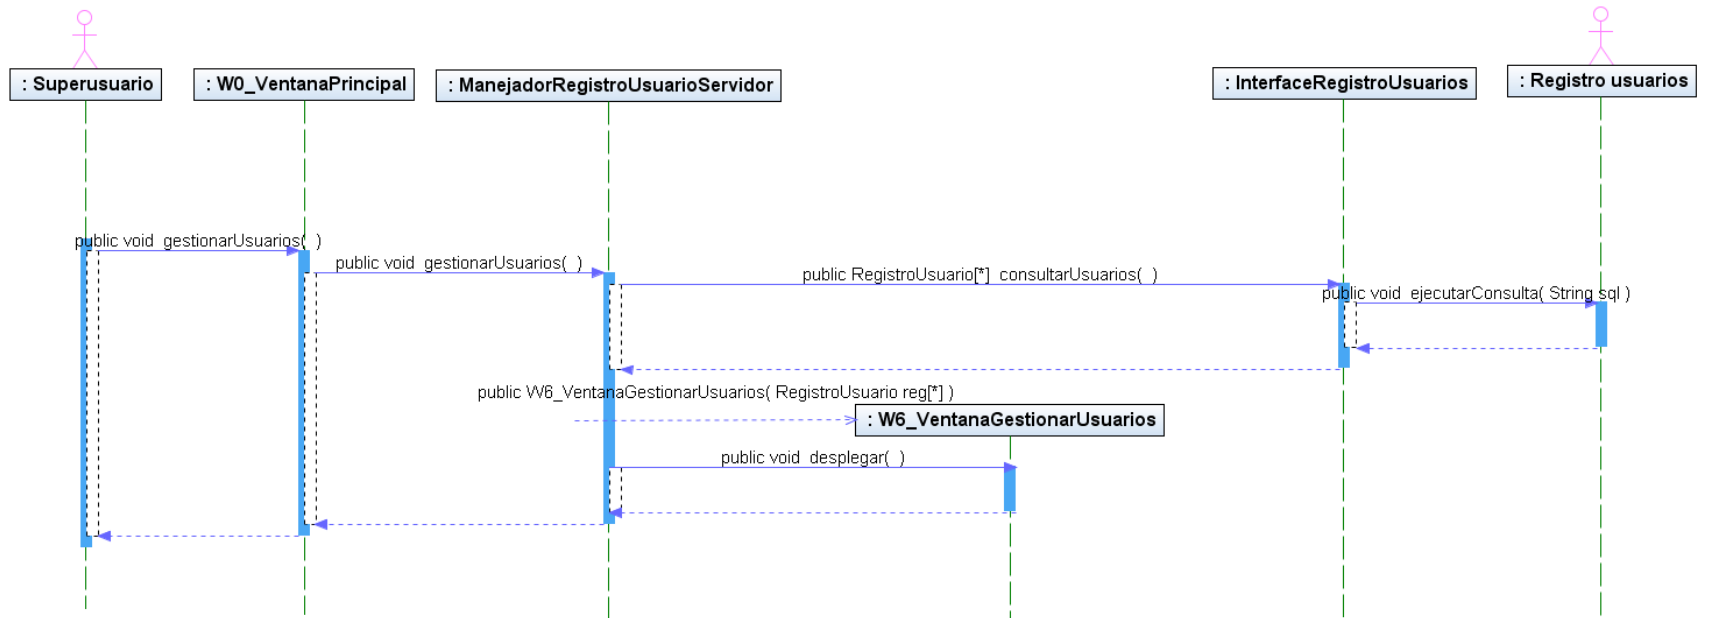 : Superusuario
: W0_VentanaPrincipal
: ManejadorRegistroUsuarioServidor
: InterfaceRegistroUsuarios
: Registro usuarios
public void gestionarUsuarios( )
public void gestionarUsuarios( )
public RegistroUsuario[*] consultarUsuarios( )
public void ejecutarConsulta( String sql )
public W6_VentanaGestionarUsuarios( RegistroUsuario reg[*] )
: W6_VentanaGestionarUsuarios
public void desplegar( )